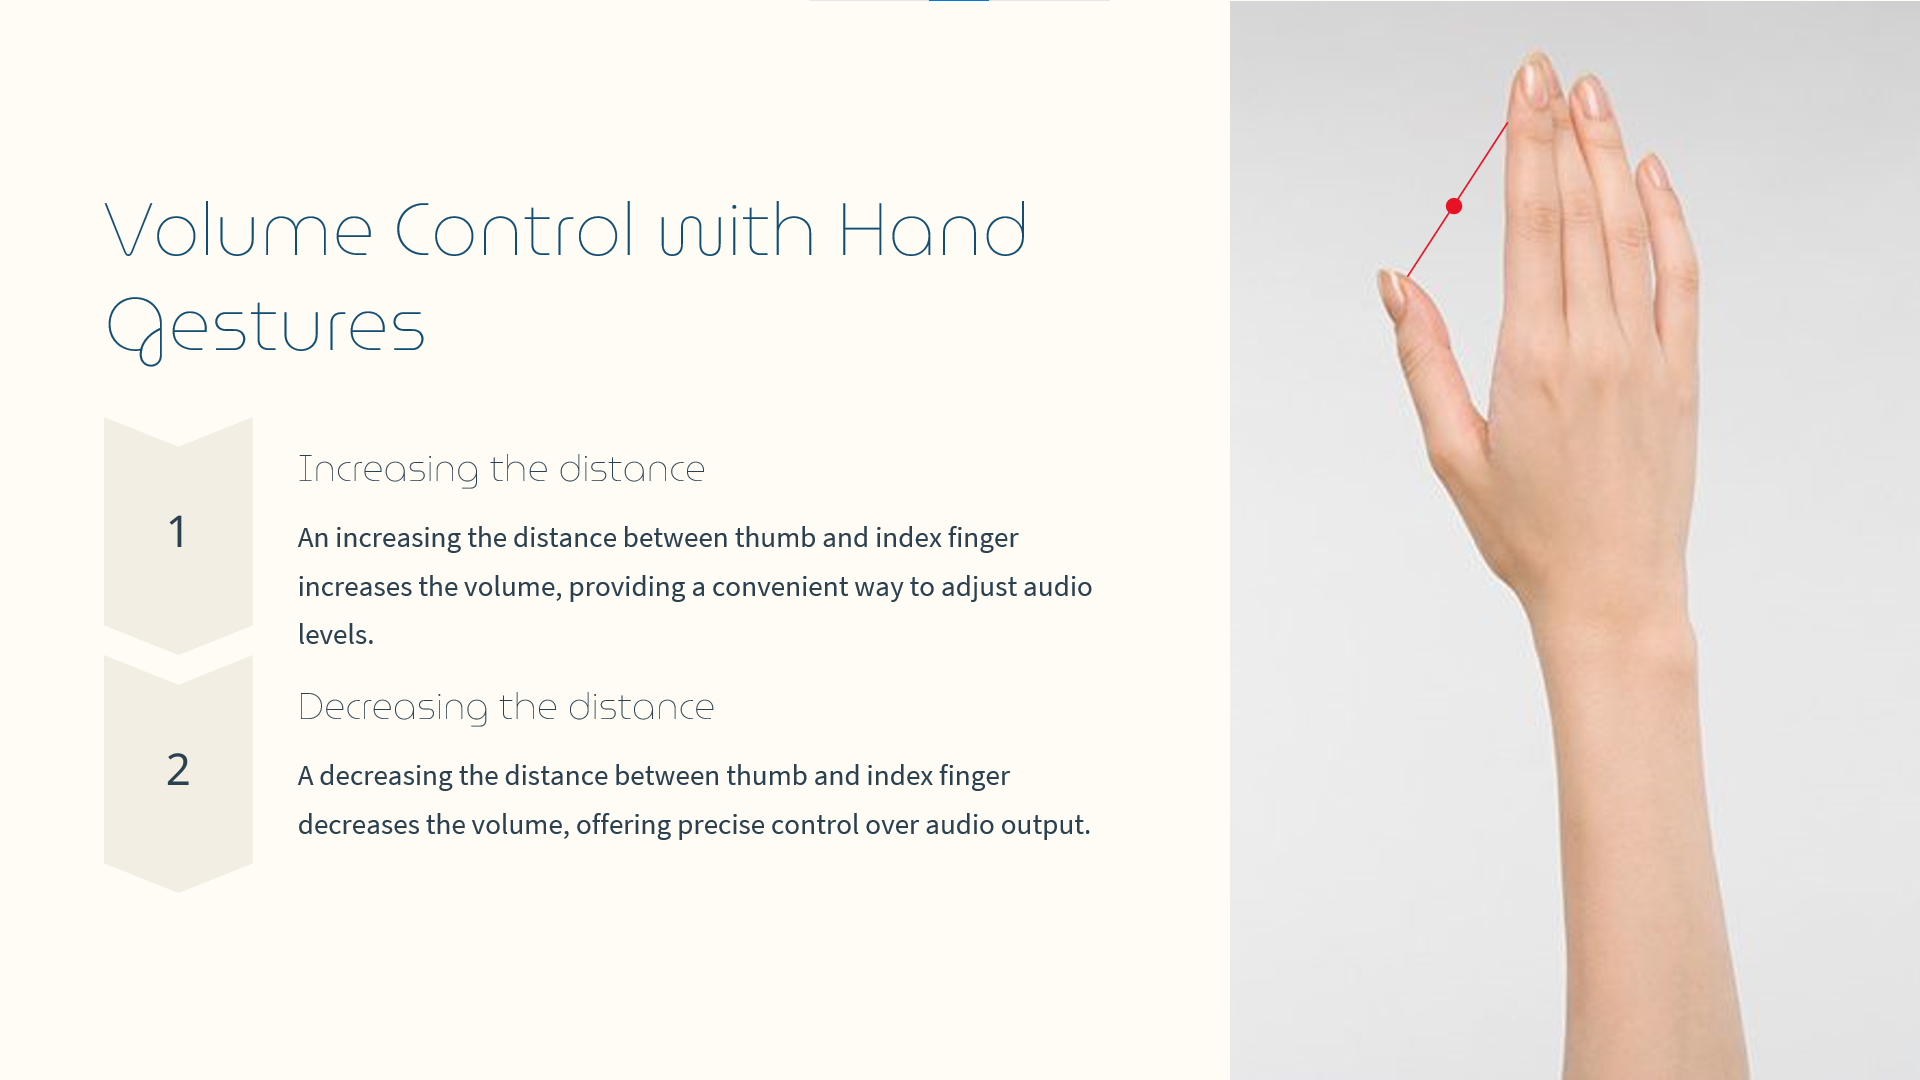 Volume Control with Hand
Gestures
1
Increasing the distance
An increasing the distance between thumb and index finger
increases the volume, providing a convenient way to adjust audio
levels.
2
Decreasing the distance
A decreasing the distance between thumb and index finger
decreases the volume, offering precise control over audio output.